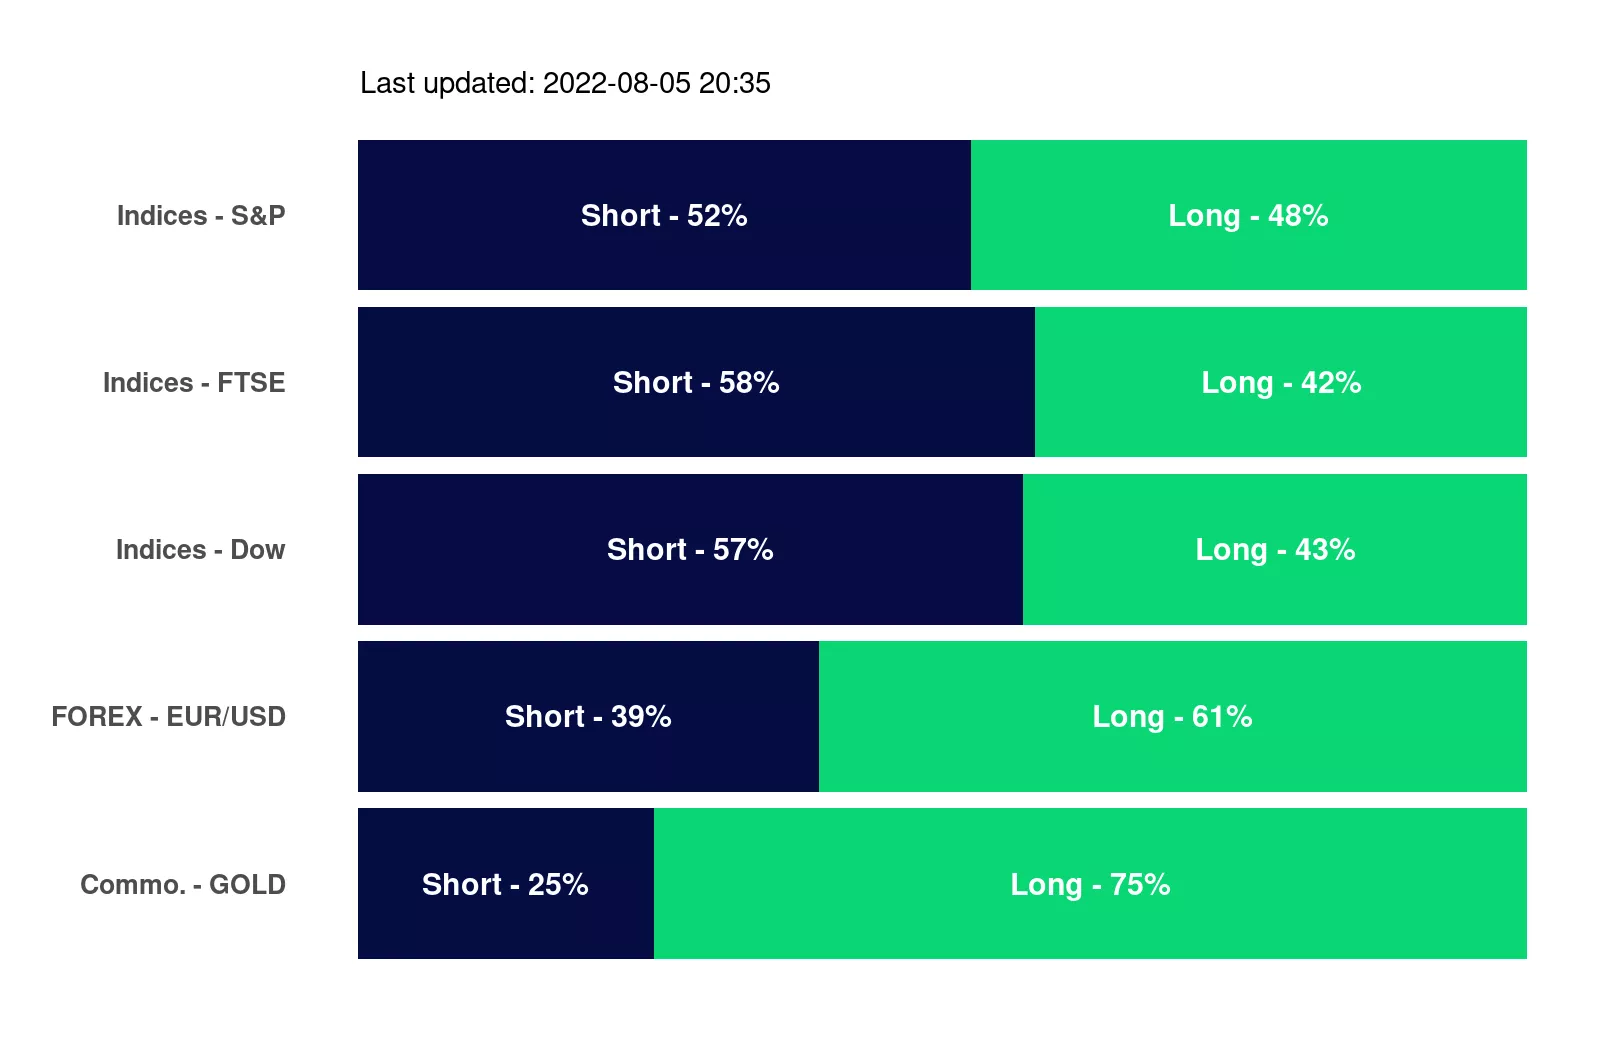 Last updated: 2022-08-05 20:35
Indices - S&P
Short - 52%
Long - 48%
Indices - FTSE
Short - 58%
Long - 42%
Indices - Dow
Short - 57%
Long - 43%
FOREX - EUR/USD
Short - 39%
Long - 61%
Commo. - GOLD
Short - 25%
Long - 75%